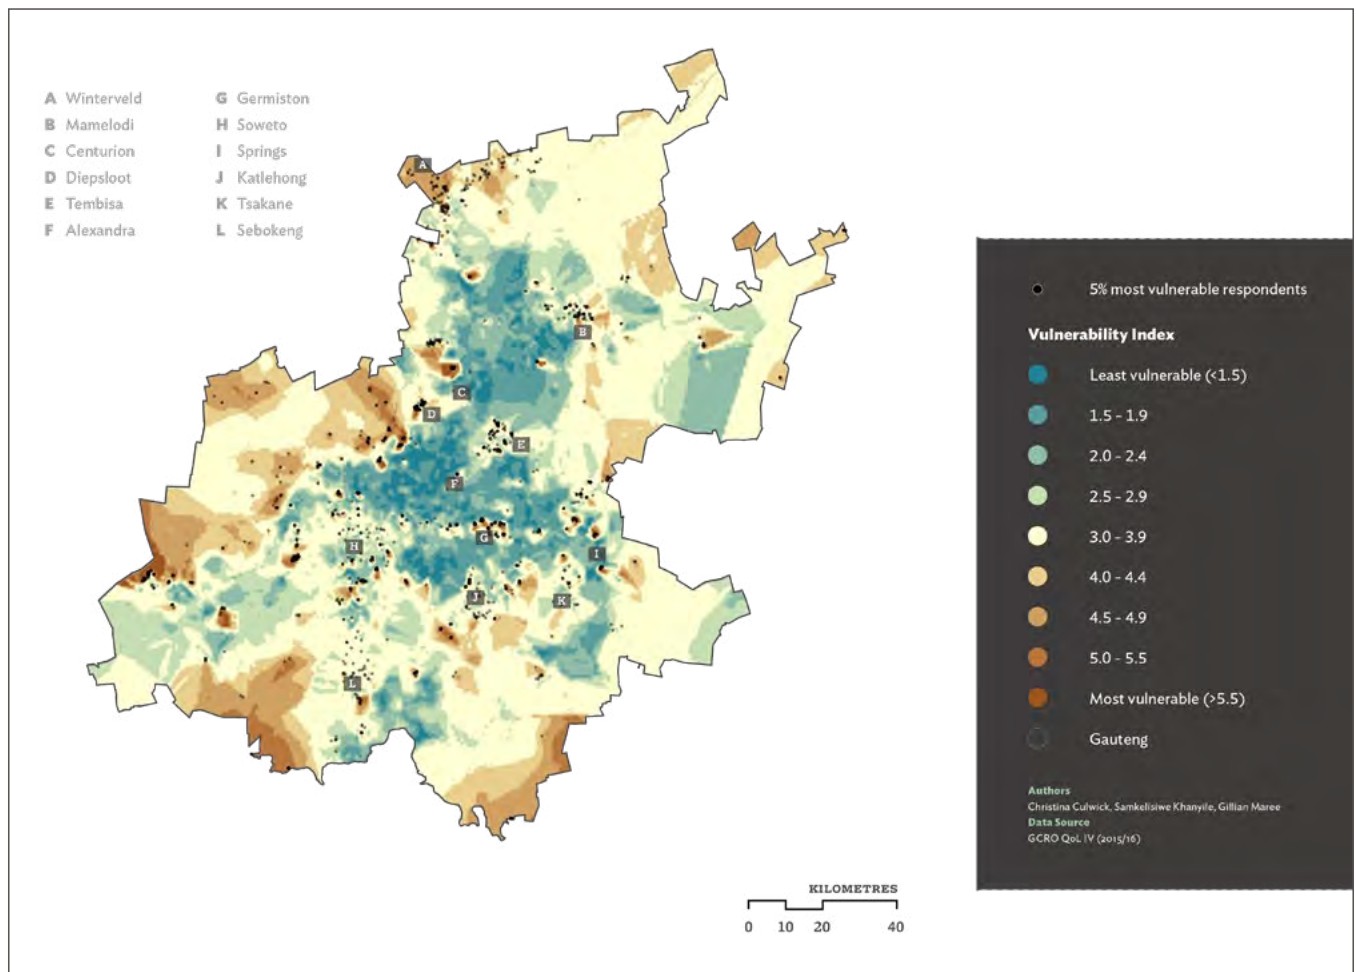 A Winterveld
B Mamelodi
C Centurion
D Diepsloot
E Tembisa
F Alexandra
G Germiston
H Soweto
I Springs
J Katlehong
K Tsakane
L Sebokeng
A
B
C
D
E
F
G
H
I
J
K
L
5% most vulnerable respondents
Vulnerability Index
Least vulnerable (<1.5)
1.5 - 1.9
2.0 - 2.4
2.5 - 2.9
3.0 - 3.9
4.0 - 4.4
4.5 - 4.9
5.0 - 5.5
Most vulnerable (>5.5)
Gauteng
Authors
Christina Culwick, Samkelisiwe Khanyile, Gillian Maree
Data Source
GCRO QoL IV (2015/16)
KILOMETRES
0 10 20 40